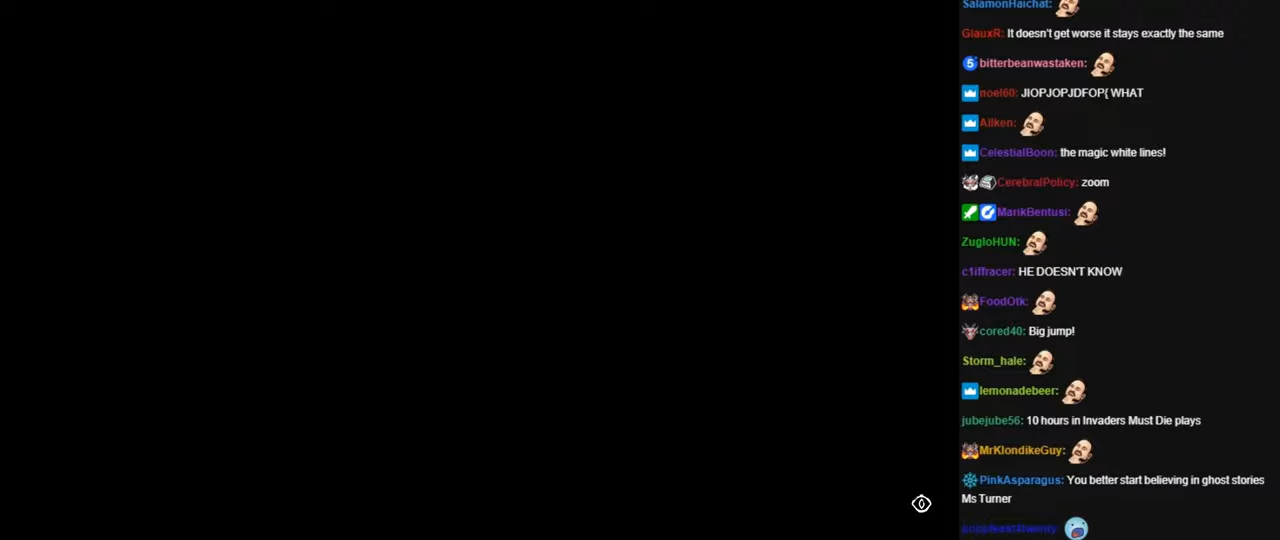 SalamonHaichat:
GlauxR: It doesn't get worse it stays exactly the same
5 bitterbeanwastaken:
noel60: JIOPJOPJDFOP{ WHAT
Allken:
CelestialBoon: the magic white lines!
CerebralPolicy: zoom
MarikBentusi:
ZugloHUN:
c1iffracer: HE DOESN'T KNOW
FoodOtk:
cored40: Big jump!
Storm_hale:
lemonadebeer:
jubejube56: 10 hours in Invaders Must Die plays
MrKlondikeGuy:
PinkAsparagus: You better start believing in ghost stories
Ms Turner